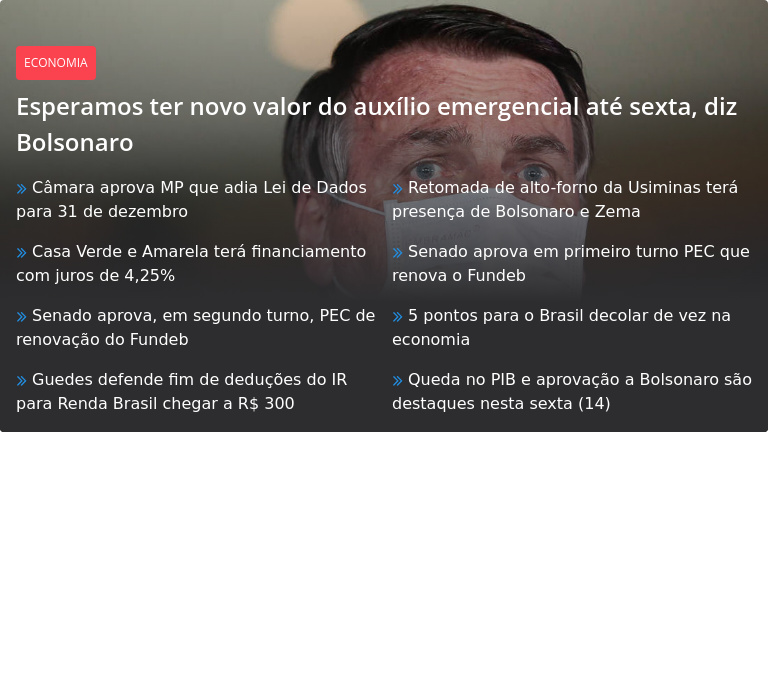 ECONOMIA
Esperamos ter novo valor do auxílio emergencial até sexta, diz
Bolsonaro
» Câmara aprova MP que adia Lei de Dados
para 31 de dezembro
» Retomada de alto-forno da Usiminas terá
presença de Bolsonaro e Zema
» Casa Verde e Amarela terá financiamento
com juros de 4,25%
» Senado aprova em primeiro turno PEC que
renova o Fundeb
» Senado aprova, em segundo turno, PEC de
renovação do Fundeb
» 5 pontos para o Brasil decolar de vez na
economia
» Guedes defende fim de deduções do IR
para Renda Brasil chegar a R$ 300
» Queda no PIB e aprovação a Bolsonaro são
destaques nesta sexta (14)